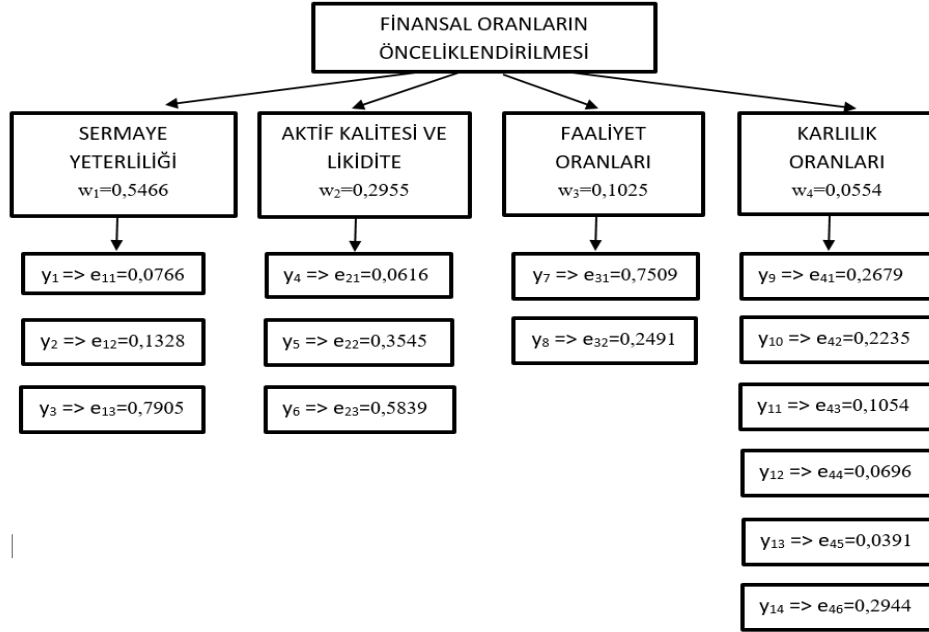 FİNANSAL ORANLARIN
ÖNCELİKLENDİRİLMESİ
SERMAYE
YETERLİLİĞİ
w₁=0,5466
AKTİF KALİTESİ VE
LİKİDİTE
w₂=0,2955
FAALİYET
ORANLARI
w₃=0,1025
KARLILIK
ORANLARI
w₄=0,0554
y₁ => e₁₁=0,0766
y₂ => e₁₂=0,1328
y₃ => e₁₃=0,7905
y₄ => e₂₁=0,0616
y₅ => e₂₂=0,3545
y₆ => e₂₃=0,5839
y₇ => e₃₁=0,7509
y₈ => e₃₂=0,2491
y₉ => e₄₁=0,2679
y₁₀ => e₄₂=0,2235
y₁₁ => e₄₃=0,1054
y₁₂ => e₄₄=0,0696
y₁₃ => e₄₅=0,0391
y₁₄ => e₄₆=0,2944